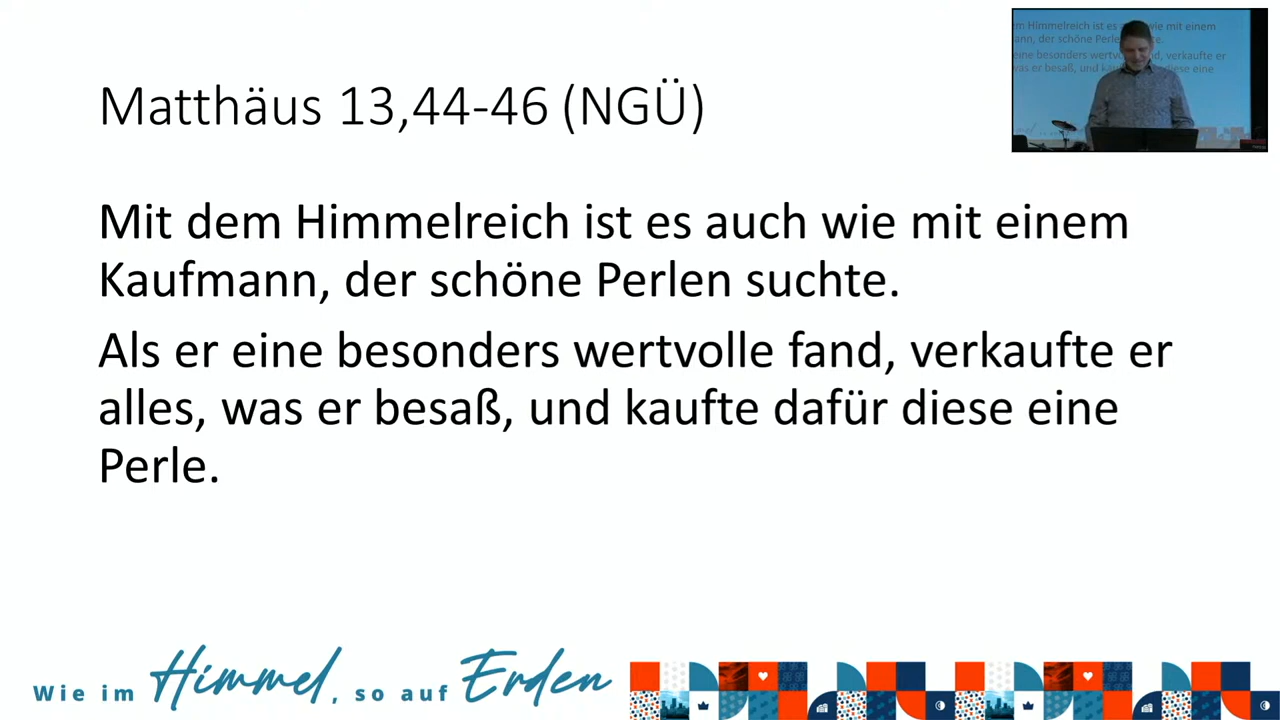 Matthäus 13,44-46 (NGÜ)
Mit dem Himmelreich ist es auch wie mit einem
Kaufmann, der schöne Perlen suchte.
Als er eine besonders wertvolle fand, verkaufte er
alles, was er besaß, und kaufte dafür diese eine
Perle.
Wie im Himmel, so auf Erden